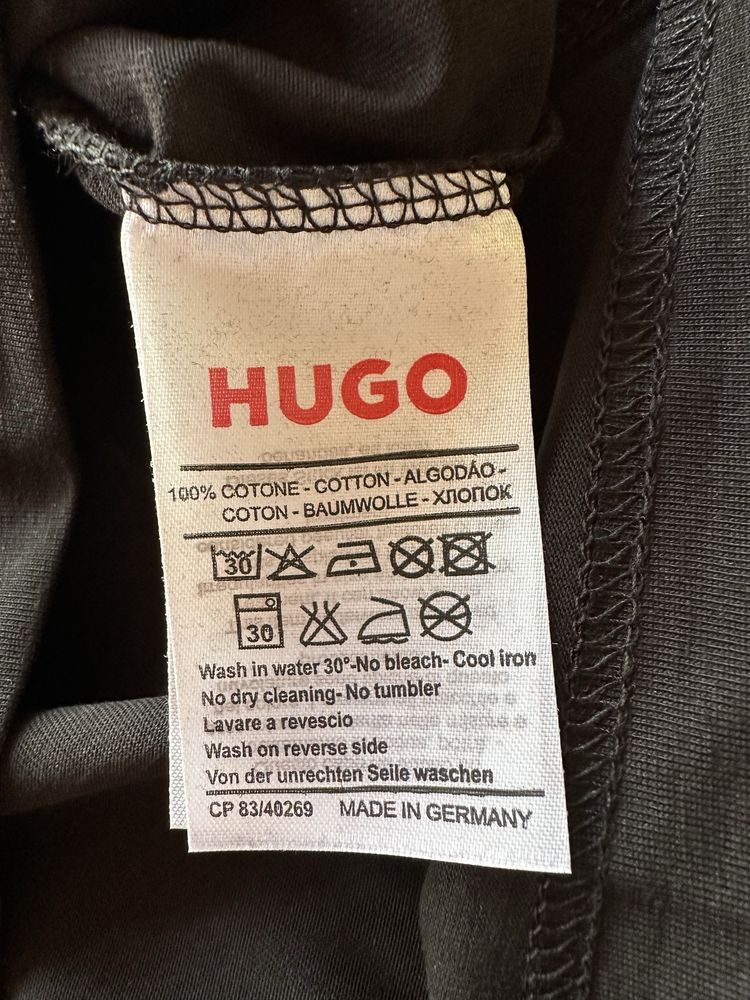 HUGO
100% COTONE - COTTON - ALGODÃO -
COTON - BAUMWOLLE - ХЛОПОК
30
30
Wash in water 30°-No bleach- Cool iron
No dry cleaning- No tumbler
Lavare a revescio
Wash on reverse side
Von der unrechten Seile waschen
CP 83/40269 MADE IN GERMANY